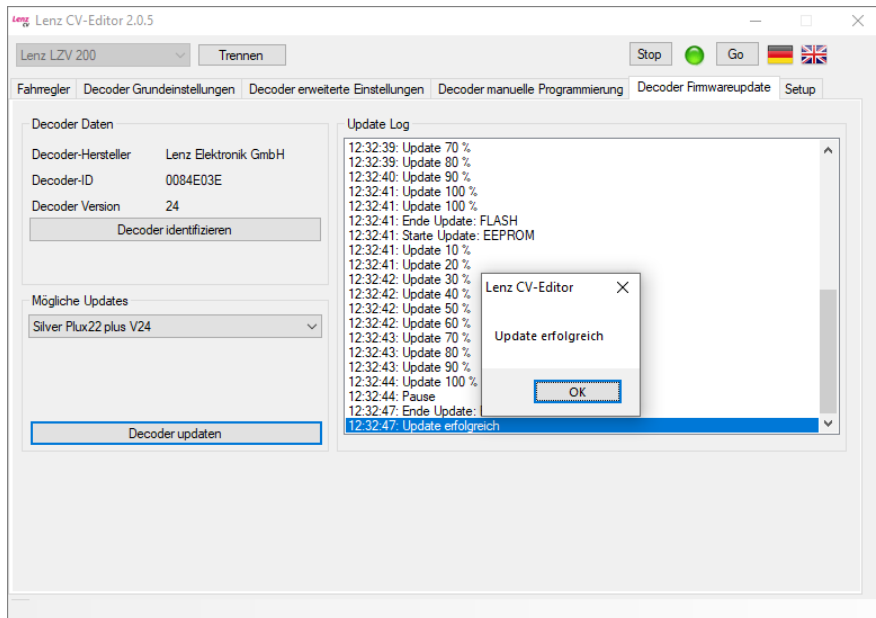 Lenz CV Lenz CV-Editor 2.0.5
Lenz LZV 200 Trennen Stop Go
Fahrregler Decoder Grundeinstellungen Decoder erweiterte Einstellungen Decoder manuelle Programmierung Decoder Firmwareupdate Setup
Decoder Daten
Decoder-Hersteller Lenz Elektronik GmbH
Decoder-ID 0084E03E
Decoder Version 24
Decoder identifizieren
Mögliche Updates
Silver Plux22 plus V24
Decoder updaten
Update Log
12:32:39: Update 70 %
12:32:39: Update 80 %
12:32:40: Update 90 %
12:32:41: Update 100 %
12:32:41: Update 100 %
12:32:41: Ende Update: FLASH
12:32:41: Starte Update: EEPROM
12:32:41: Update 10 %
12:32:41: Update 20 %
12:32:42: Update 30 %
12:32:42: Update 40 %
12:32:42: Update 50 %
12:32:42: Update 60 %
12:32:43: Update 70 %
12:32:43: Update 80 %
12:32:43: Update 90 %
12:32:44: Update 100 %
12:32:44: Pause
12:32:47: Ende Update:
12:32:47: Update erfolgreich
Lenz CV-Editor
Update erfolgreich
OK